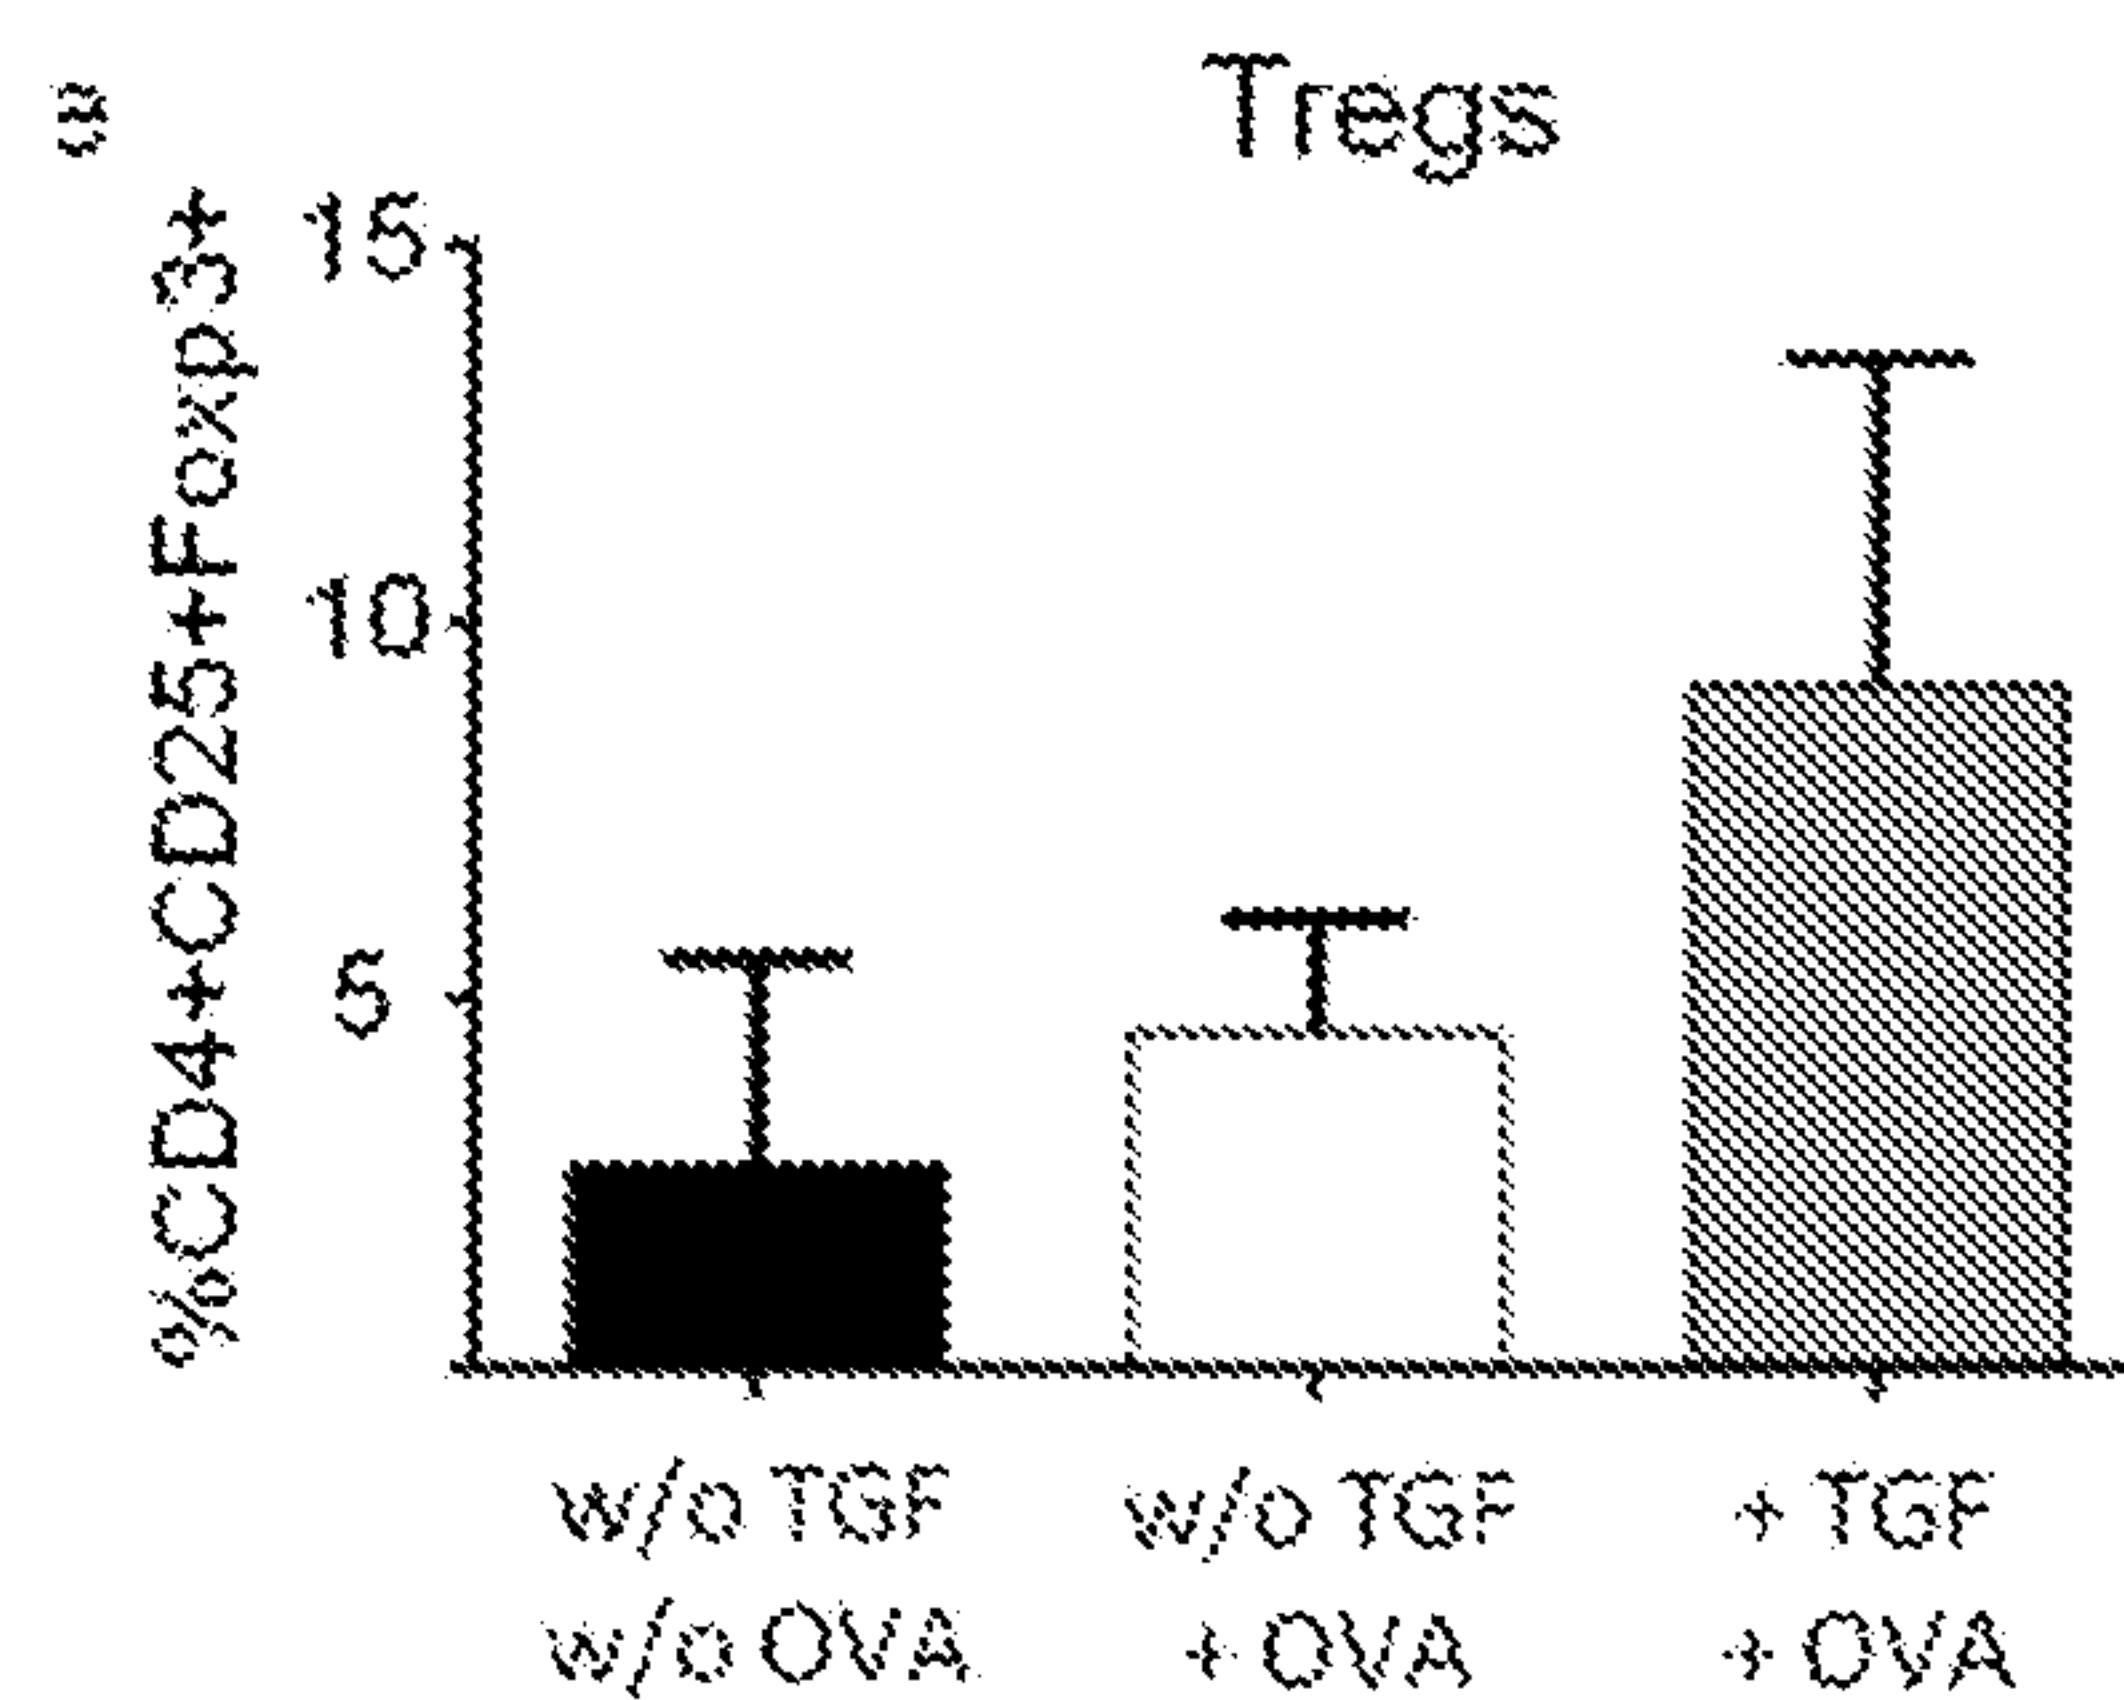 Tregs
%CD4+CD25+Foxp3+
15
10
5
w/o TGF
w/o OVA
w/o TGF
+ OVA
+ TGF
+ OVA